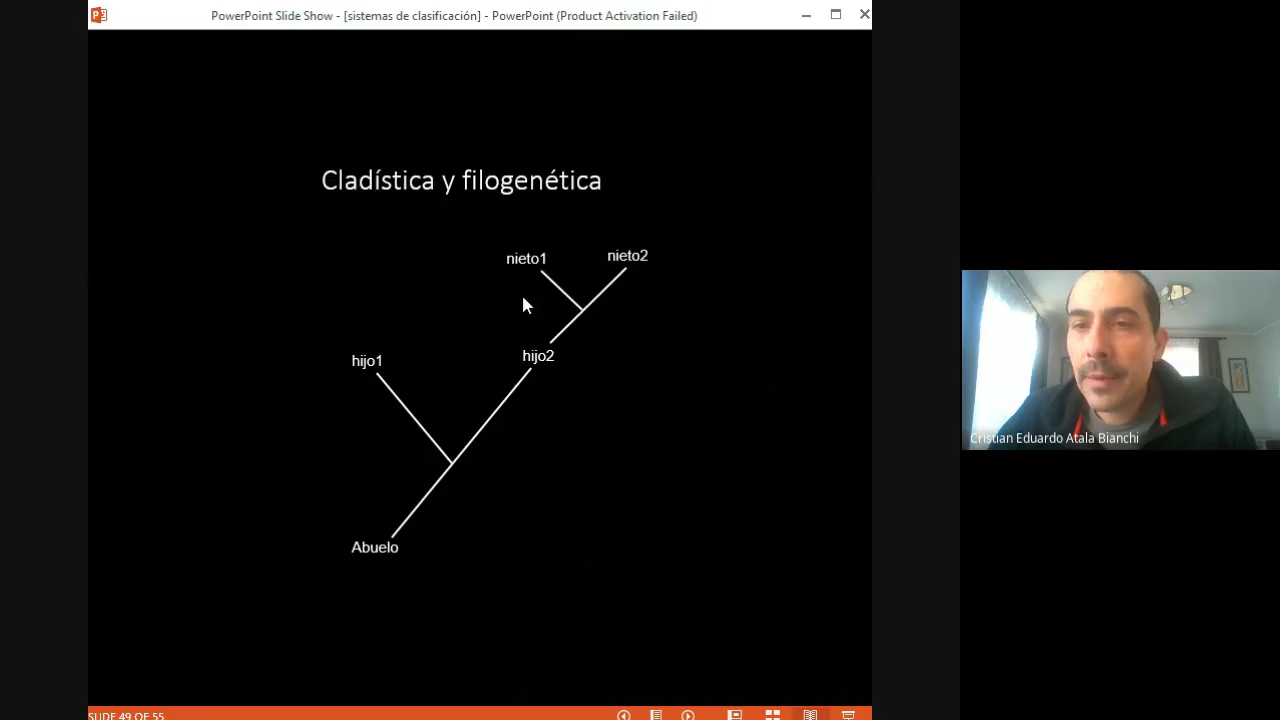 PowerPoint Slide Show - [sistemas de clasificación] - PowerPoint (Product Activation Failed)
Cladística y filogenética
nieto1
nieto2
hijo2
hijo1
Abuelo
Cristian Eduardo Atala Bianchi
SLIDE 49 OF 55